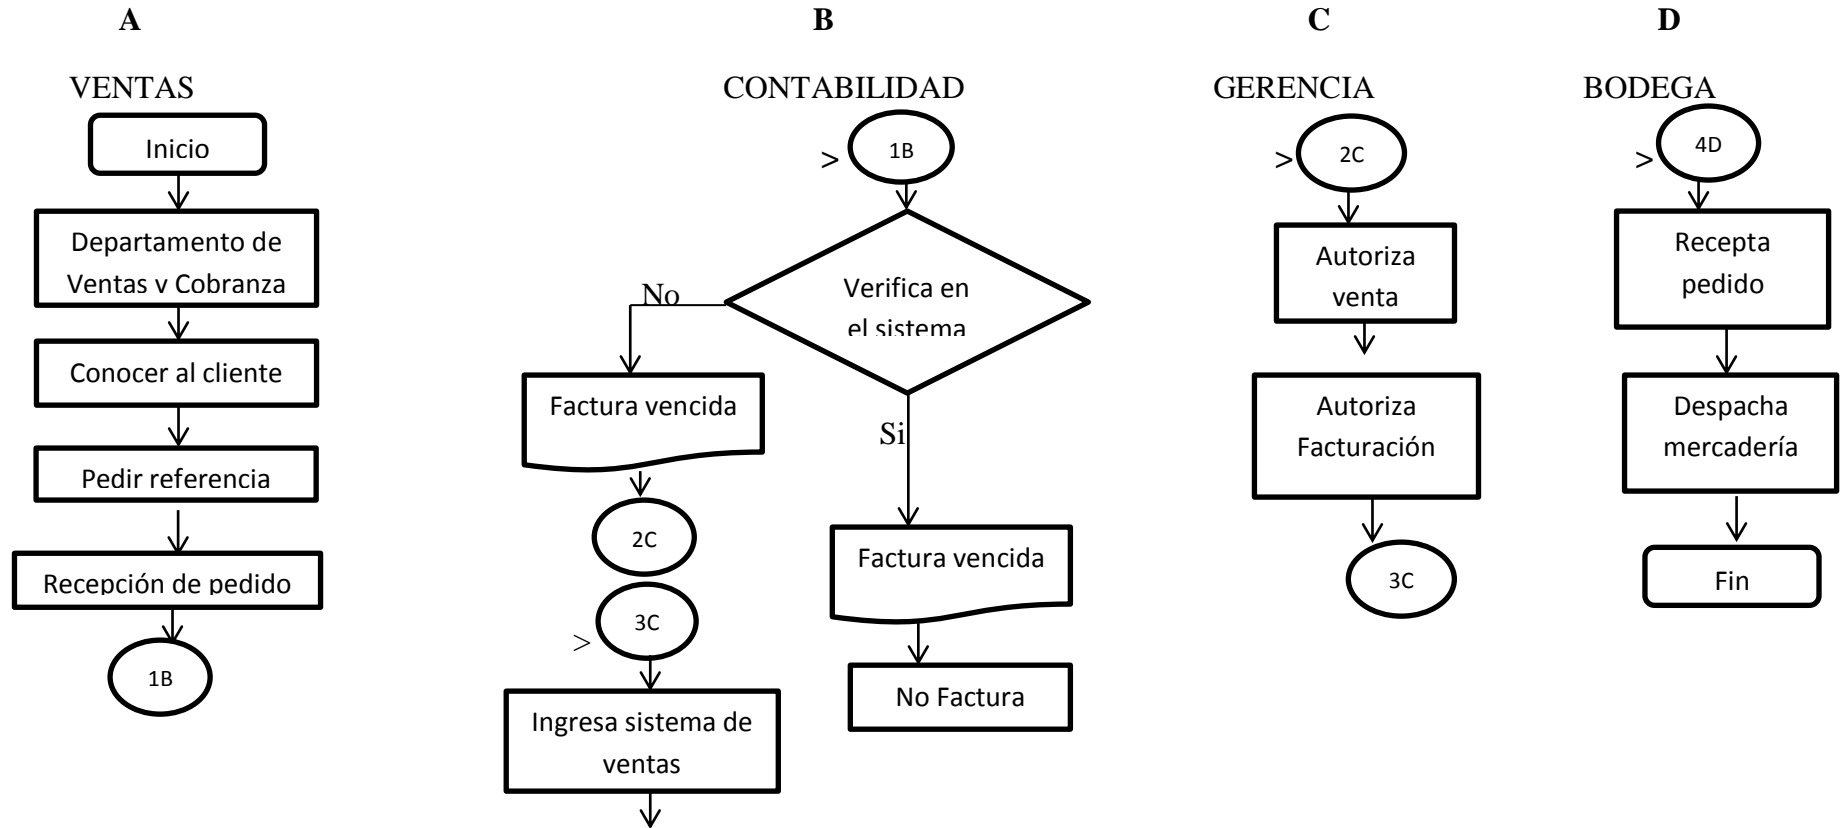 A
VENTAS
Inicio
Departamento de
Ventas y Cobranza
Conocer al cliente
Pedir referencia
Recepción de pedido
1B
B
CONTABILIDAD
>
1B
Verifica en
el sistema
No
Factura vencida
2C
>
3C
Ingresa sistema de
ventas
Si
Factura vencida
No Factura
C
GERENCIA
>
2C
Autoriza
venta
Autoriza
Facturación
3C
D
BODEGA
>
4D
Recepta
pedido
Despacha
mercadería
Fin